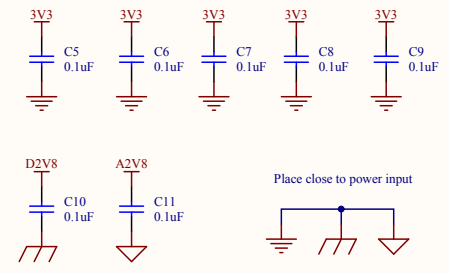 3V3 3V3 3V3 3V3 3V3
C5 C6 C7 C8 C9
0.1uF 0.1uF 0.1uF 0.1uF 0.1uF
D2V8 A2V8
Place close to power input
C10 C11
0.1uF 0.1uF